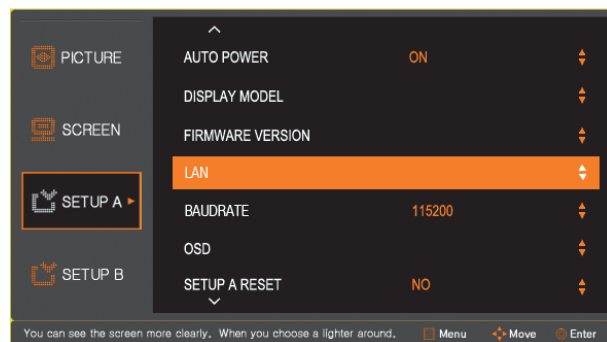 PICTURE
SCREEN
SETUP A
SETUP B
AUTO POWER ON
DISPLAY MODEL
FIRMWARE VERSION
LAN
BAUDRATE 115200
OSD
SETUP A RESET NO
You can see the screen more clearly. When you choose a lighter around. Menu Move Enter